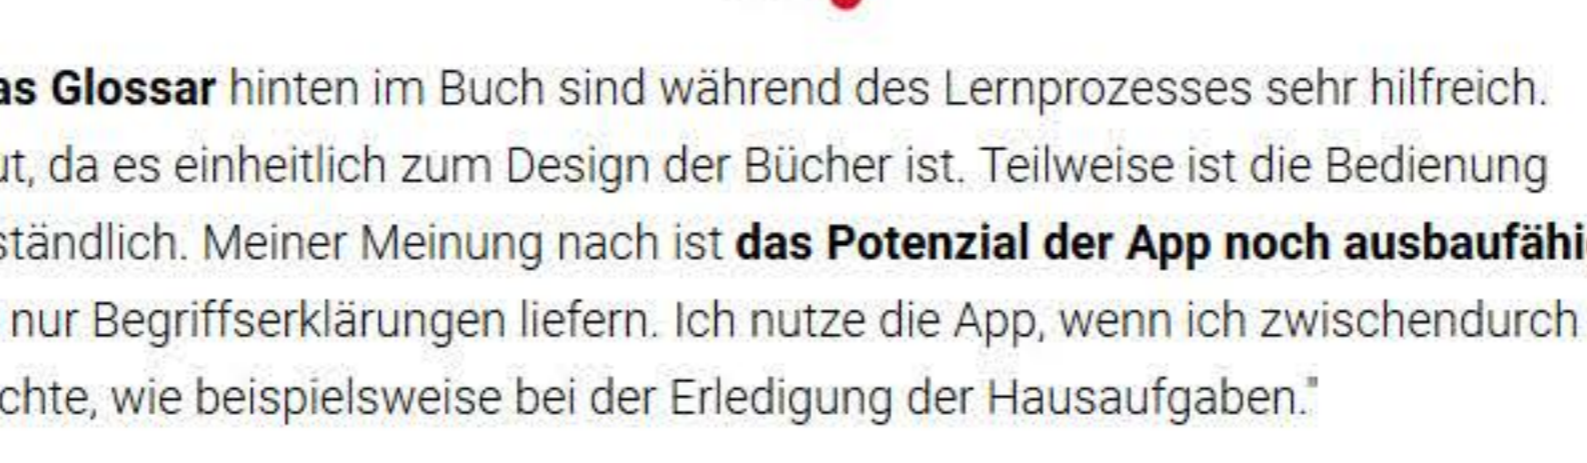 as Glossar hinten im Buch sind während des Lernprozesses sehr hilfreich.
ut, da es einheitlich zum Design der Bücher ist. Teilweise ist die Bedienung
ständlich. Meiner Meinung nach ist das Potenzial der App noch ausbaufähi
nur Begriffserklärungen liefern. Ich nutze die App, wenn ich zwischendurch
chte, wie beispielsweise bei der Erledigung der Hausaufgaben."